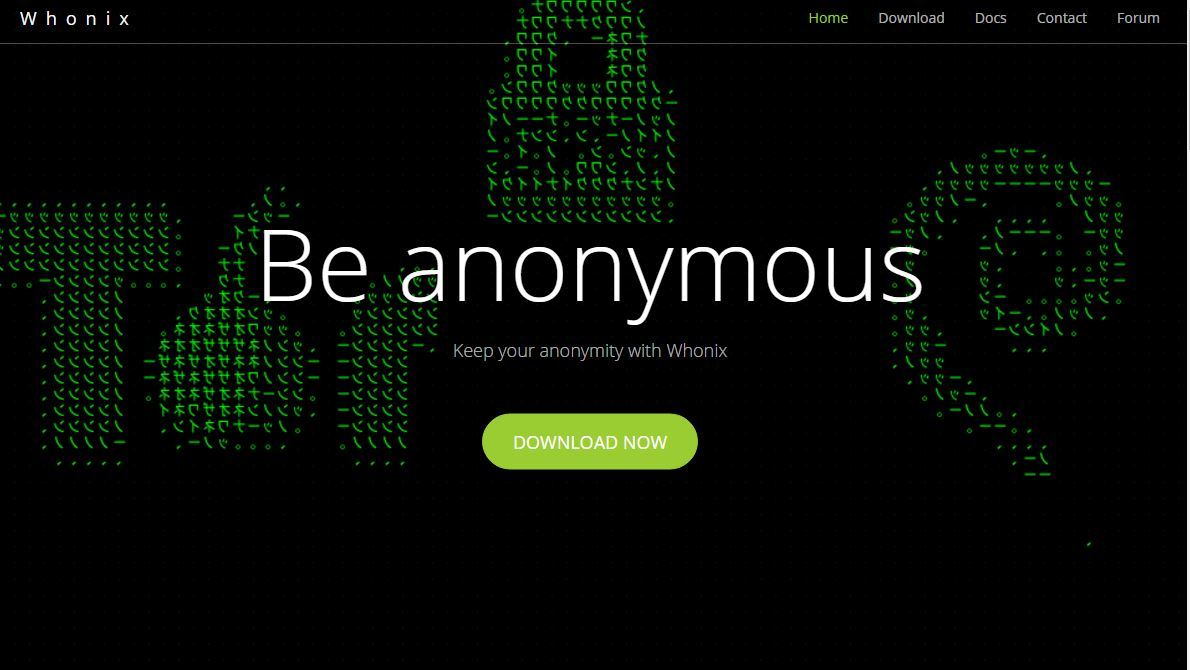 Whonix
Home Download Docs Contact Forum
Be anonymous
Keep your anonymity with Whonix
DOWNLOAD NOW